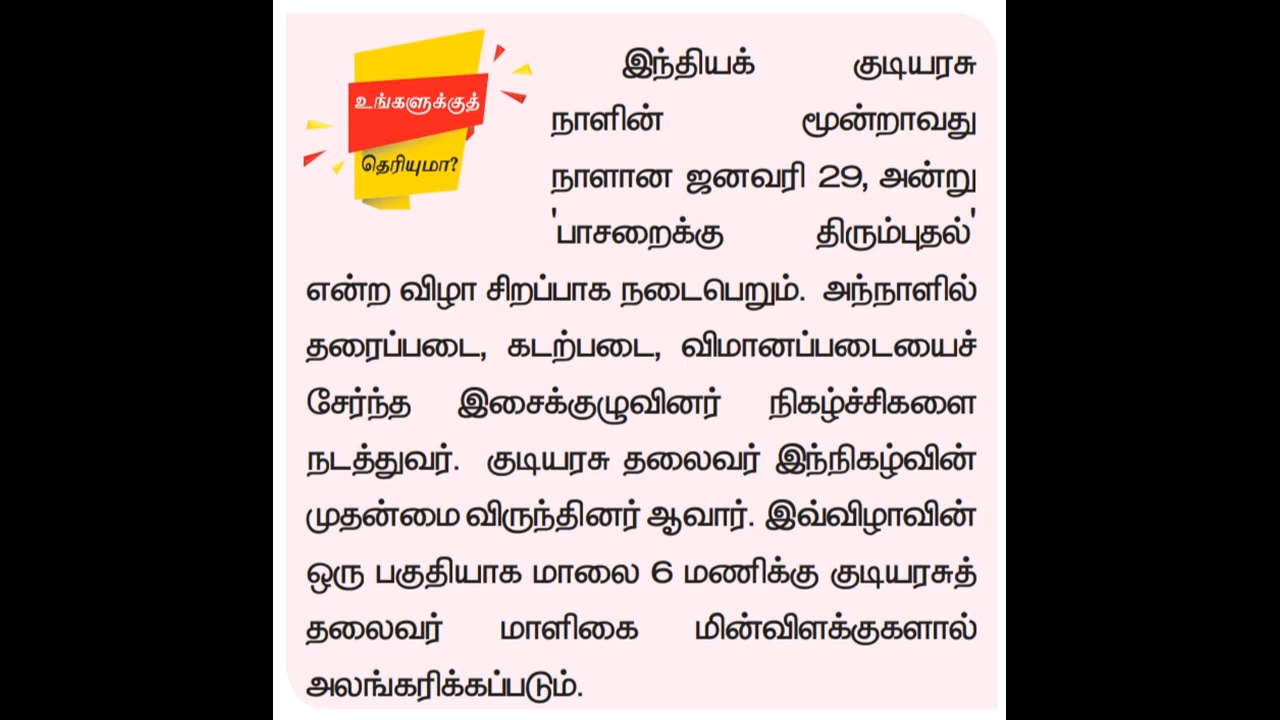 உங்களுக்குத்
தெரியுமா?
இந்தியக் குடியரசு
நாளின் மூன்றாவது
நாளான ஜனவரி 29, அன்று
'பாசறைக்கு திரும்புதல்'
என்ற விழா சிறப்பாக நடைபெறும். அந்நாளில்
தரைப்படை, கடற்படை, விமானப்படையைச்
சேர்ந்த இசைக்குழுவினர் நிகழ்ச்சிகளை
நடத்துவர். குடியரசு தலைவர் இந்நிகழ்வின்
முதன்மை விருந்தினர் ஆவார். இவ்விழாவின்
ஒரு பகுதியாக மாலை 6 மணிக்கு குடியரசுத்
தலைவர் மாளிகை மின்விளக்குகளால்
அலங்கரிக்கப்படும்.